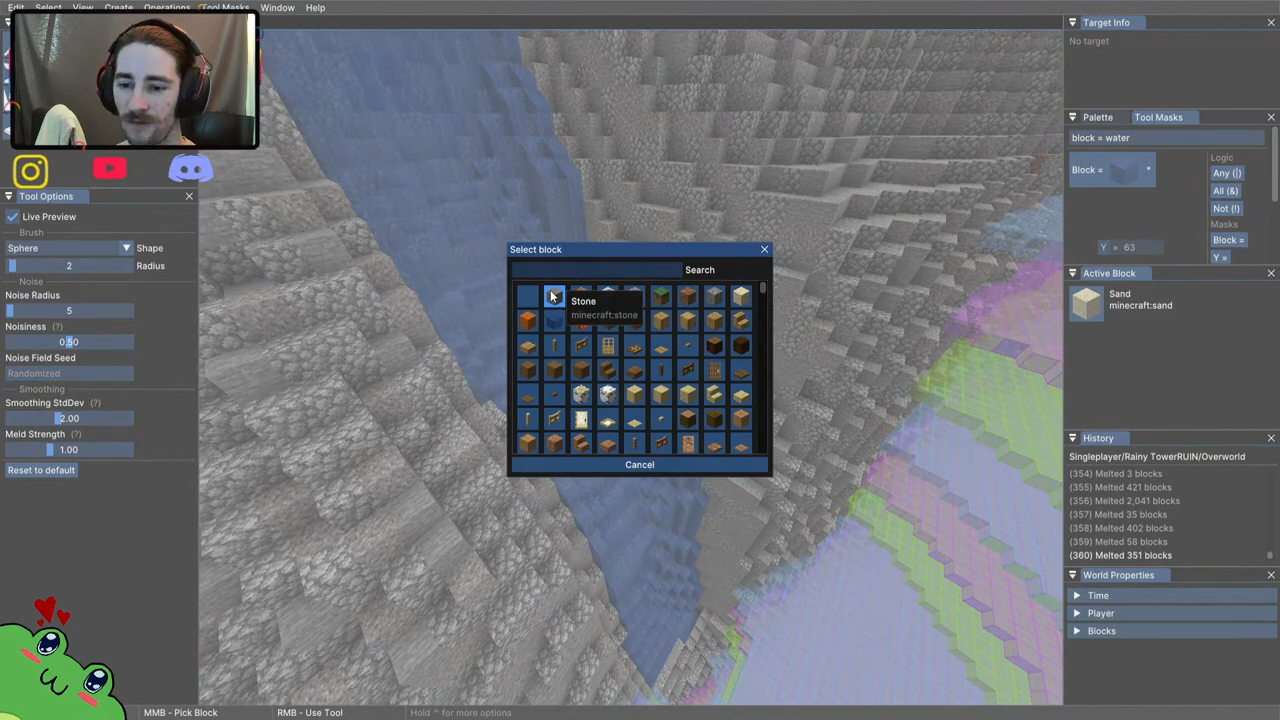 Edit Select View Create Operations Tool Masks Window Help
Target Info
No target
Palette Tool Masks
block = water
Block = *
Logic
Any (|)
All (&)
Not (!)
Masks
Block =
Y =
Y = 63
Tool Options
Live Preview
Brush
Sphere Shape
2 Radius
Noise
Noise Radius
5
Noisiness (?)
0.50
Noise Field Seed
Randomized
Smoothing
Smoothing StdDev (?)
2.00
Meld Strength (?)
1.00
Reset to default
Select block
Search
Stone
minecraft:stone
Cancel
Active Block
Sand
minecraft:sand
History
Singleplayer/Rainy TowerRUIN/Overworld
(354) Melted 3 blocks
(355) Melted 421 blocks
(356) Melted 2,041 blocks
(357) Melted 35 blocks
(358) Melted 402 blocks
(359) Melted 58 blocks
(360) Melted 351 blocks
World Properties
Time
Player
Blocks
MMB - Pick Block RMB - Use Tool Hold ^ for more options